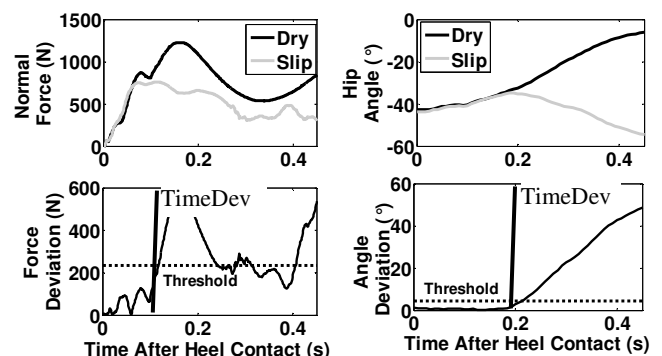 1500
1000
500
0
0
0.2
0.4
Normal
Force (N)
Dry
Slip
0
-20
-40
-60
0
0.2
0.4
Hip
Angle (°)
Dry
Slip
600
400
200
0
0
0.2
0.4
Force
Deviation (N)
TimeDev
Threshold
Time After Heel Contact (s)
60
40
20
0
0
0.2
0.4
Angle
Deviation (°)
TimeDev
Threshold
Time After Heel Contact (s)